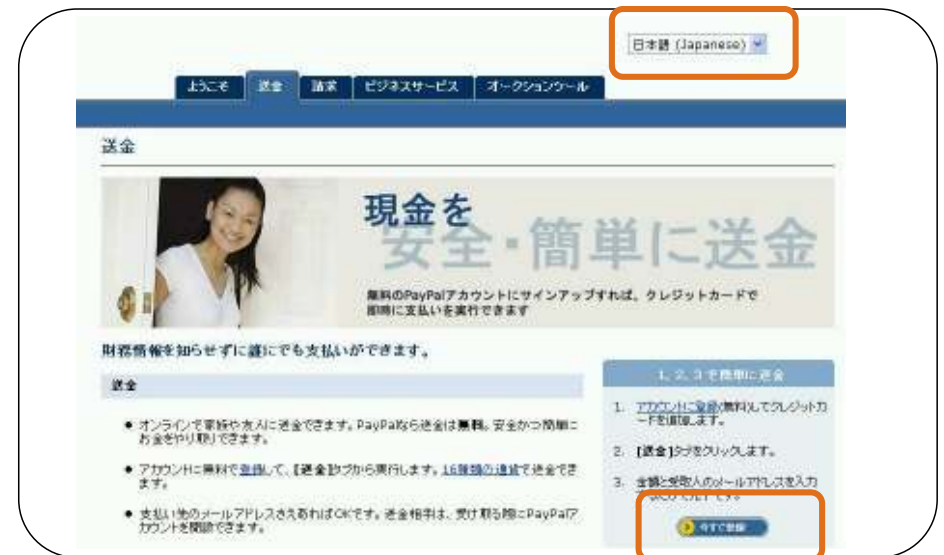 日本語 (Japanese)
ようこそ 送金 請求 ビジネスサービス オークションツール
送金
現金を
安全・簡単に送金
無料のPayPalアカウントにサインアップすれば、クレジットカードで
即時に支払いを実行できます
財務情報を知らせずに誰にでも支払いができます。
送金
● オンラインで家族や友人に送金できます。PayPalなら送金は無料。安全かつ簡単に
お金をやり取りできます。
● アカウントに無料で登録して、[送金]タブから実行します。16種類の通貨で送金でき
ます。
● 支払い先のメールアドレスさえあればOKです。送金相手は、受け取る際にPayPalア
カウントを開設できます。
1, 2, 3 で簡単に送金
1. アカウントに登録(無料)してクレジットカ
ードを追加します。
2. [送金]タブをクリックします。
3. 金額と受取人のメールアドレスを入力
今すぐ登録